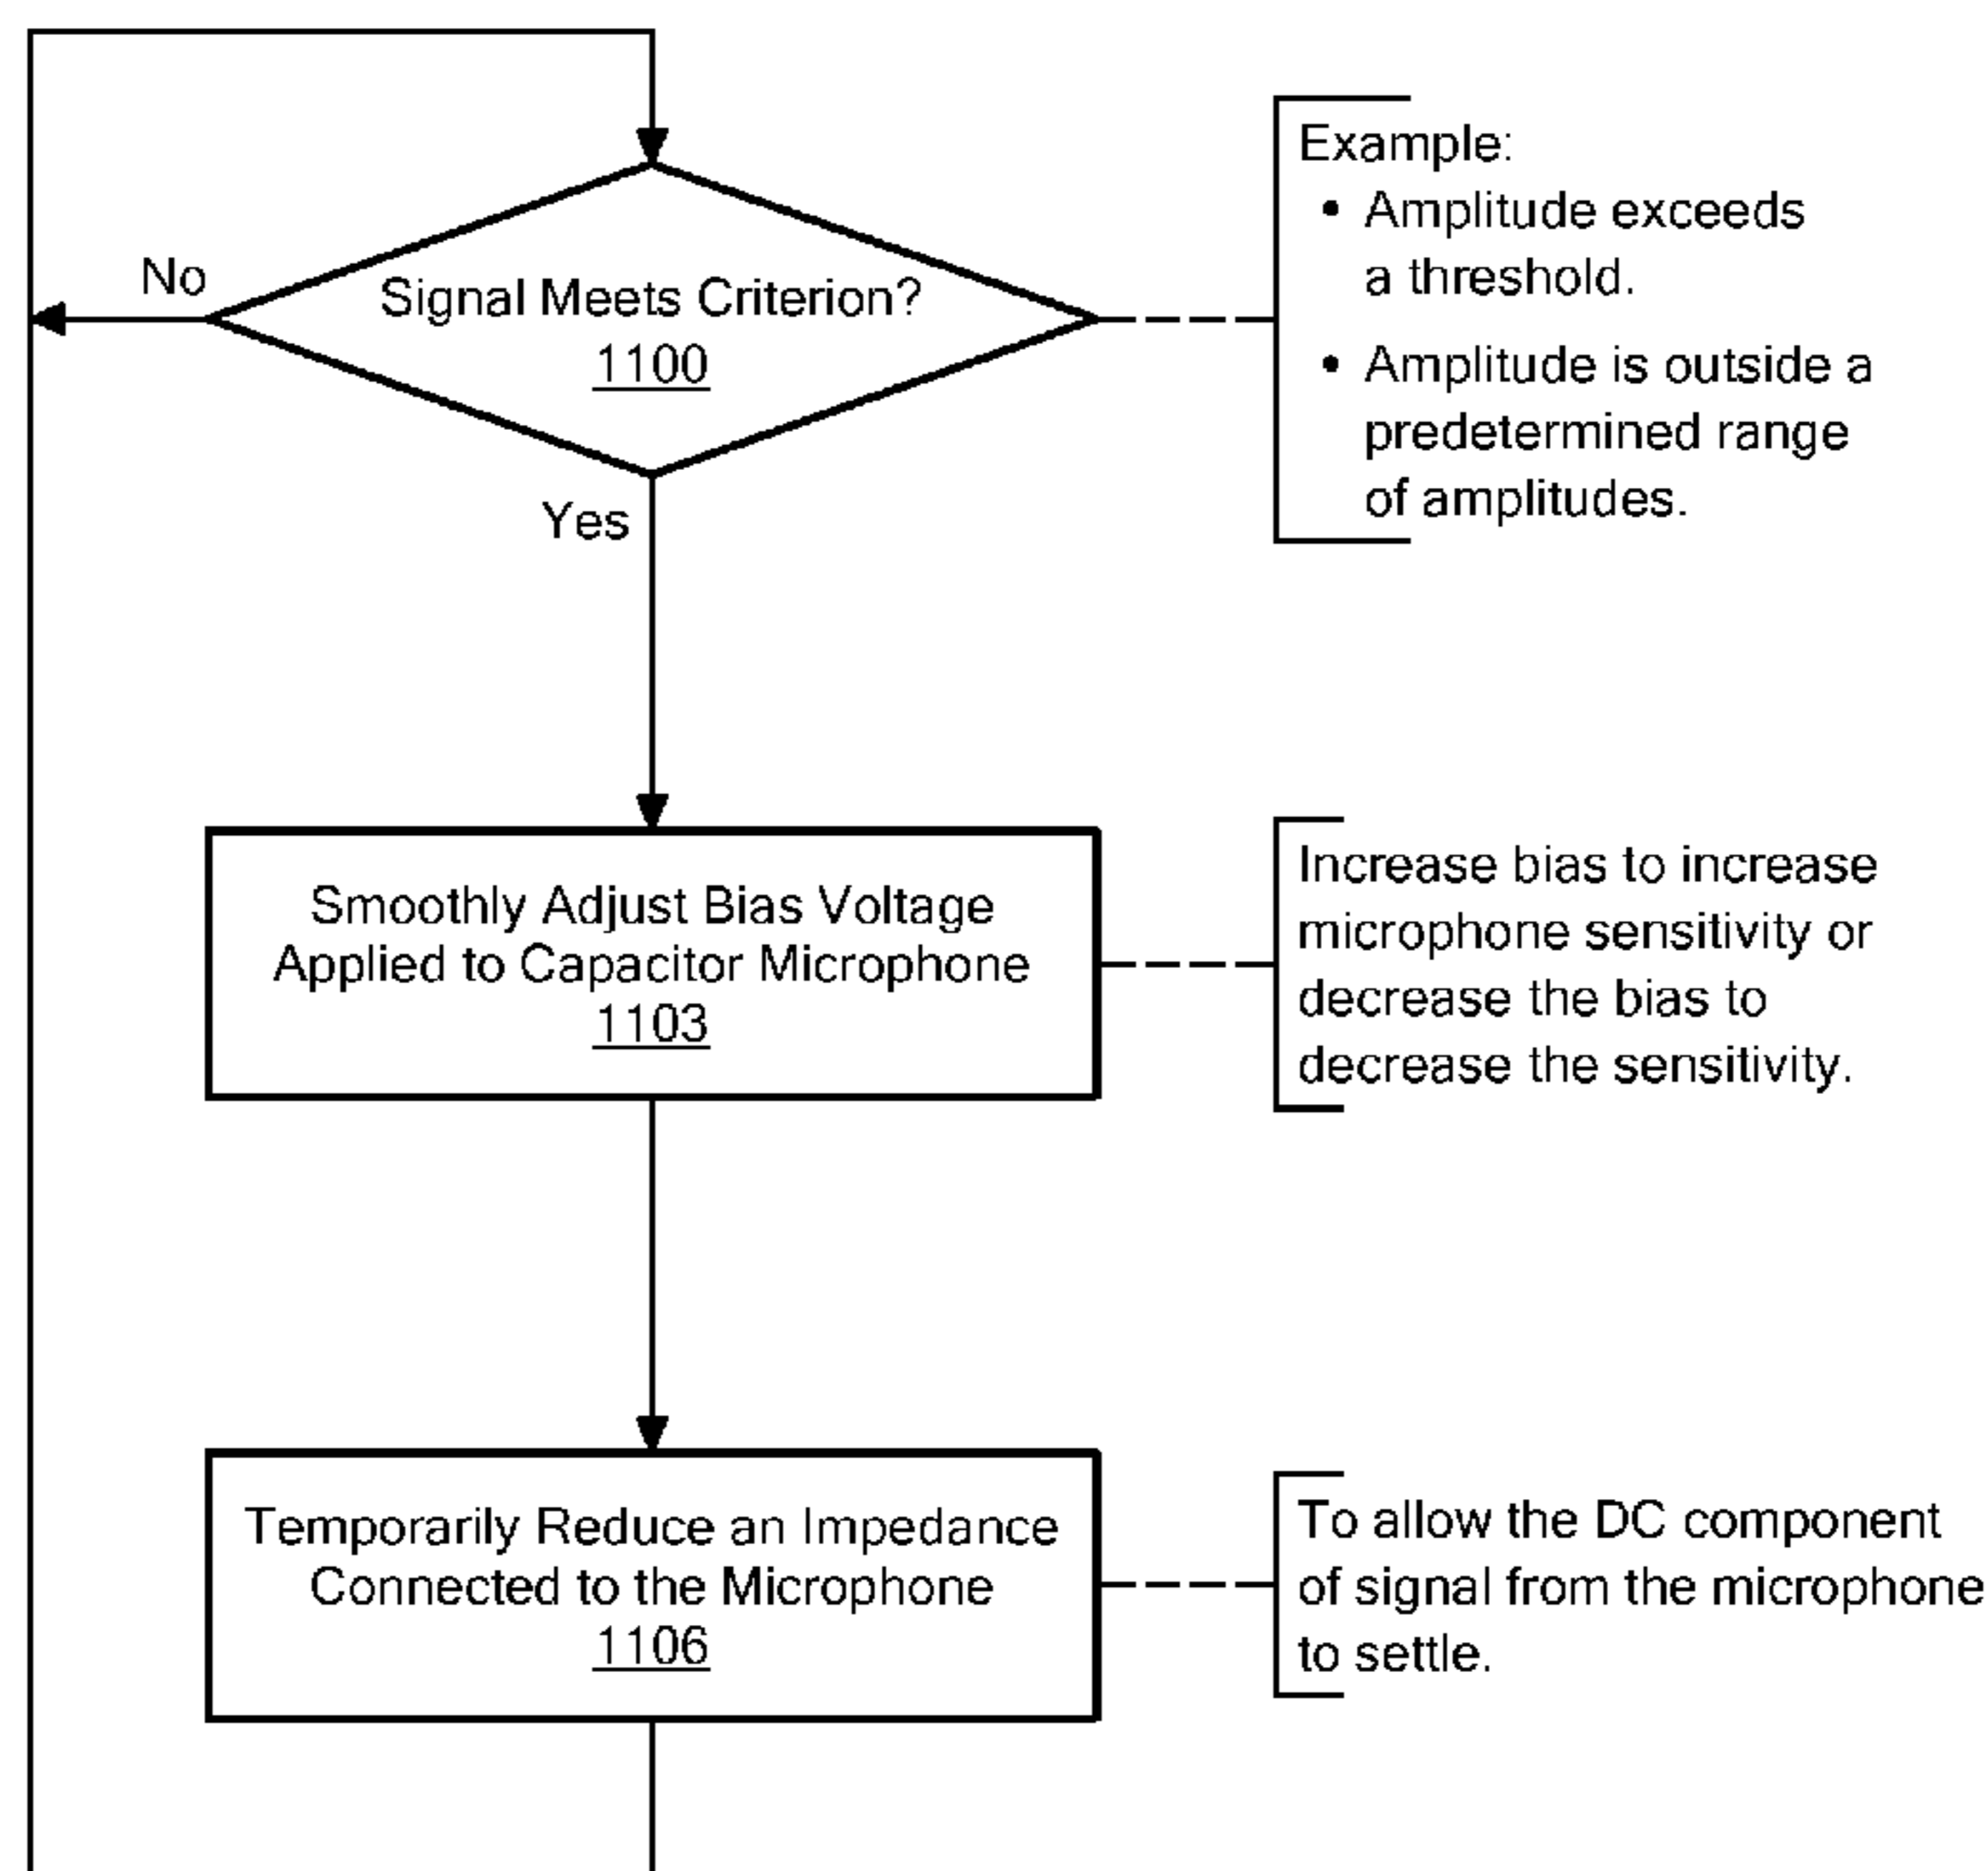 No
Signal Meets Criterion?
1100
Yes
Example:
• Amplitude exceeds
a threshold.
• Amplitude is outside a
predetermined range
of amplitudes.
Smoothly Adjust Bias Voltage
Applied to Capacitor Microphone
1103
Increase bias to increase
microphone sensitivity or
decrease the bias to
decrease the sensitivity.
Temporarily Reduce an Impedance
Connected to the Microphone
1106
To allow the DC component
of signal from the microphone
to settle.